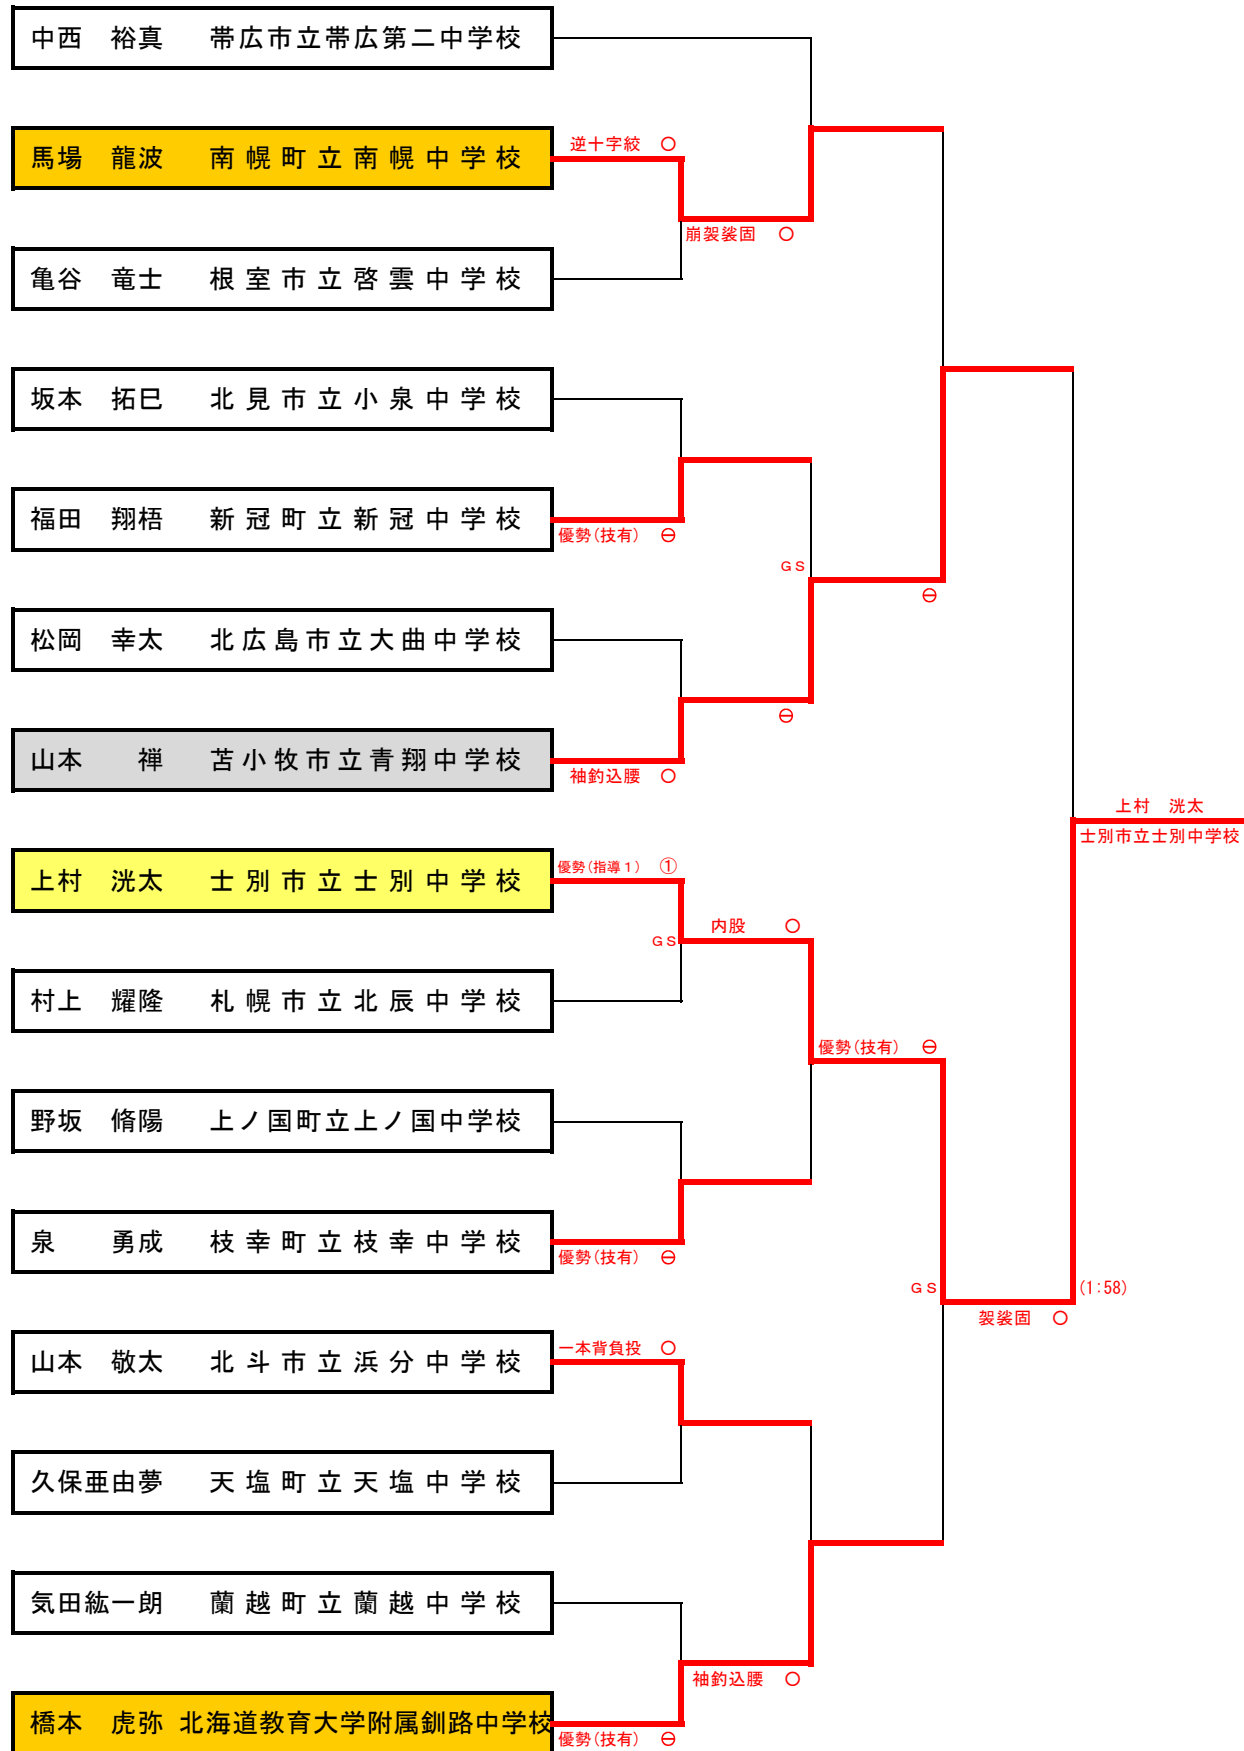 中西　裕真　帯広市立帯広第二中学校
馬場　龍波　南幌町立南幌中学校
逆十字絞　○
崩袈裟固　○
亀谷　竜士　根室市立啓雲中学校
坂本　拓巳　北見市立小泉中学校
福田　翔梧　新冠町立新冠中学校
優勢(技有)　⊖
ＧＳ
⊖
松岡　幸太　北広島市立大曲中学校
⊖
山本　禅　苫小牧市立青翔中学校
袖釣込腰　○
上村　洸太
士別市立士別中学校
上村　洸太　士別市立士別中学校
優勢(指導１)　①
内股　○
ＧＳ
村上　耀隆　札幌市立北辰中学校
優勢(技有)　⊖
野坂　脩陽　上ノ国町立上ノ国中学校
泉　勇成　枝幸町立枝幸中学校
優勢(技有)　⊖
ＧＳ
(1:58)
袈裟固　○
山本　敬太　北斗市立浜分中学校
一本背負投　○
久保亜由夢　天塩町立天塩中学校
気田紘一朗　蘭越町立蘭越中学校
袖釣込腰　○
橋本　虎弥　北海道教育大学附属釧路中学校
優勢(技有)　⊖